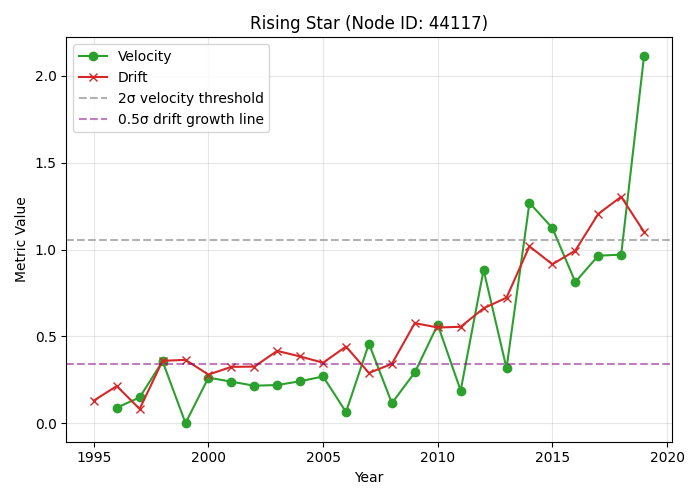 Rising Star (Node ID: 44117)
Velocity
Drift
2σ velocity threshold
0.5σ drift growth line
Metric Value
2.0
1.5
1.0
0.5
0.0
1995 2000 2005 2010 2015 2020
Year